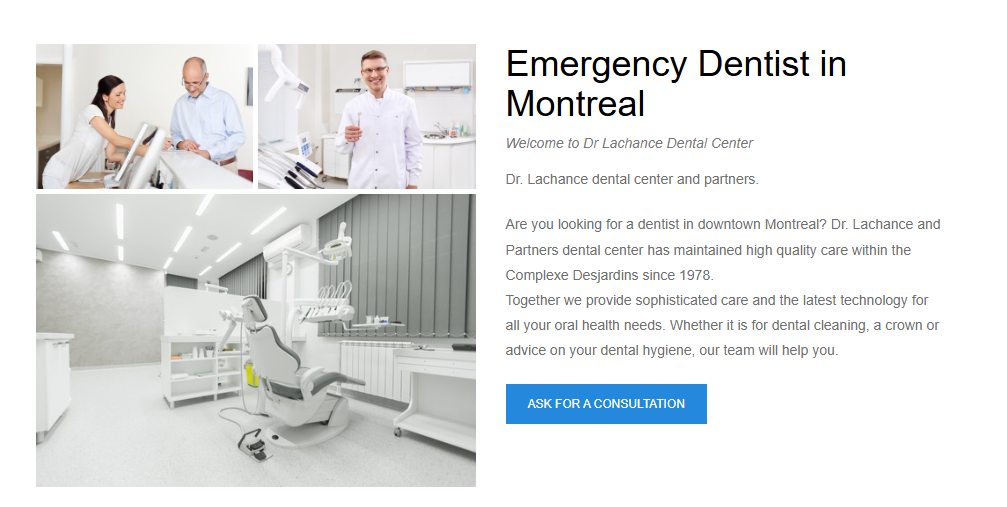 Emergency Dentist in
Montreal
Welcome to Dr Lachance Dental Center
Dr. Lachance dental center and partners.
Are you looking for a dentist in downtown Montreal? Dr. Lachance and
Partners dental center has maintained high quality care within the
Complexe Desjardins since 1978.
Together we provide sophisticated care and the latest technology for
all your oral health needs. Whether it is for dental cleaning, a crown or
advice on your dental hygiene, our team will help you.
ASK FOR A CONSULTATION